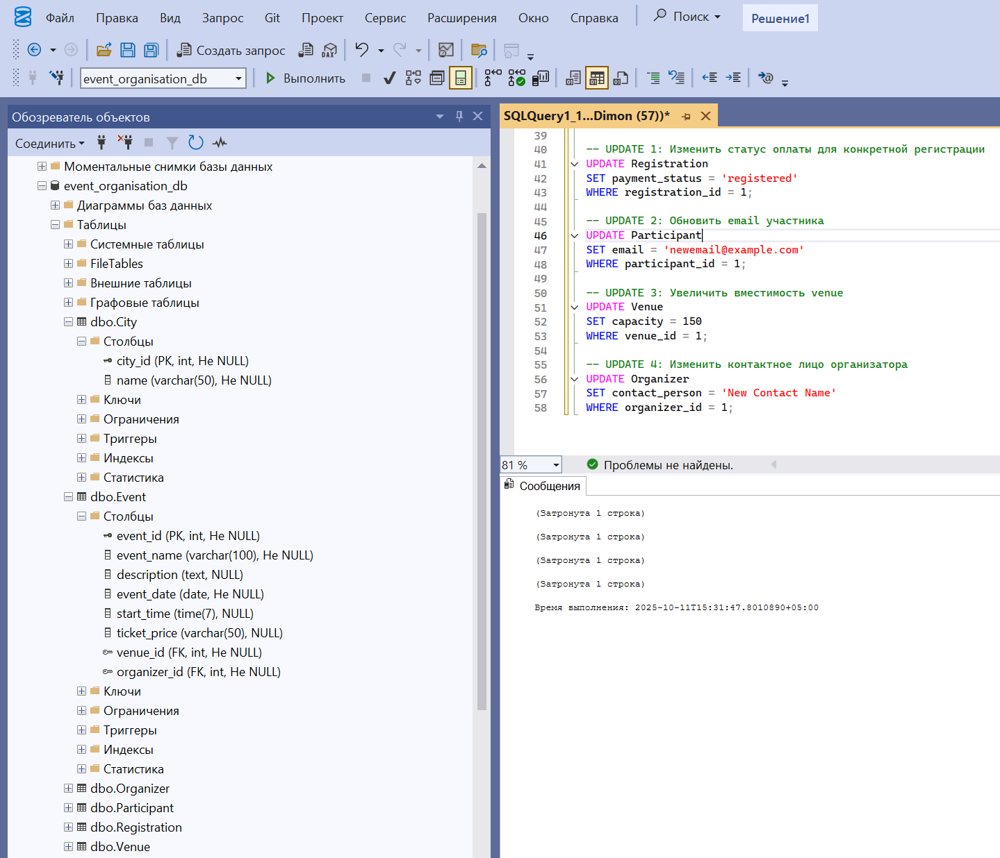 Файл Правка Вид Запрос Git Проект Сервис Расширения Окно Справка Поиск Решение1
Создать запрос DAX
event_organisation_db Выполнить
Обозреватель объектов
Соединить
Моментальные снимки базы данных
event_organisation_db
Диаграммы баз данных
Таблицы
Системные таблицы
FileTables
Внешние таблицы
Графовые таблицы
dbo.City
Столбцы
city_id (PK, int, Не NULL)
name (varchar(50), Не NULL)
Ключи
Ограничения
Триггеры
Индексы
Статистика
dbo.Event
Столбцы
event_id (PK, int, Не NULL)
event_name (varchar(100), Не NULL)
description (text, NULL)
event_date (date, Не NULL)
start_time (time(7), NULL)
ticket_price (varchar(50), NULL)
venue_id (FK, int, Не NULL)
organizer_id (FK, int, Не NULL)
Ключи
Ограничения
Триггеры
Индексы
Статистика
dbo.Organizer
dbo.Participant
dbo.Registration
dbo.Venue
SQLQuery1_1...Dimon (57))*
39
40 -- UPDATE 1: Изменить статус оплаты для конкретной регистрации
41 UPDATE Registration
42 SET payment_status = 'registered'
43 WHERE registration_id = 1;
44
45 -- UPDATE 2: Обновить email участника
46 UPDATE Participant
47 SET email = 'newemail@example.com'
48 WHERE participant_id = 1;
49
50 -- UPDATE 3: Увеличить вместимость venue
51 UPDATE Venue
52 SET capacity = 150
53 WHERE venue_id = 1;
54
55 -- UPDATE 4: Изменить контактное лицо организатора
56 UPDATE Organizer
57 SET contact_person = 'New Contact Name'
58 WHERE organizer_id = 1;
81 % Проблемы не найдены.
Сообщения
(Затронута 1 строка)
(Затронута 1 строка)
(Затронута 1 строка)
(Затронута 1 строка)
Время выполнения: 2025-10-11T15:31:47.8010890+05:00